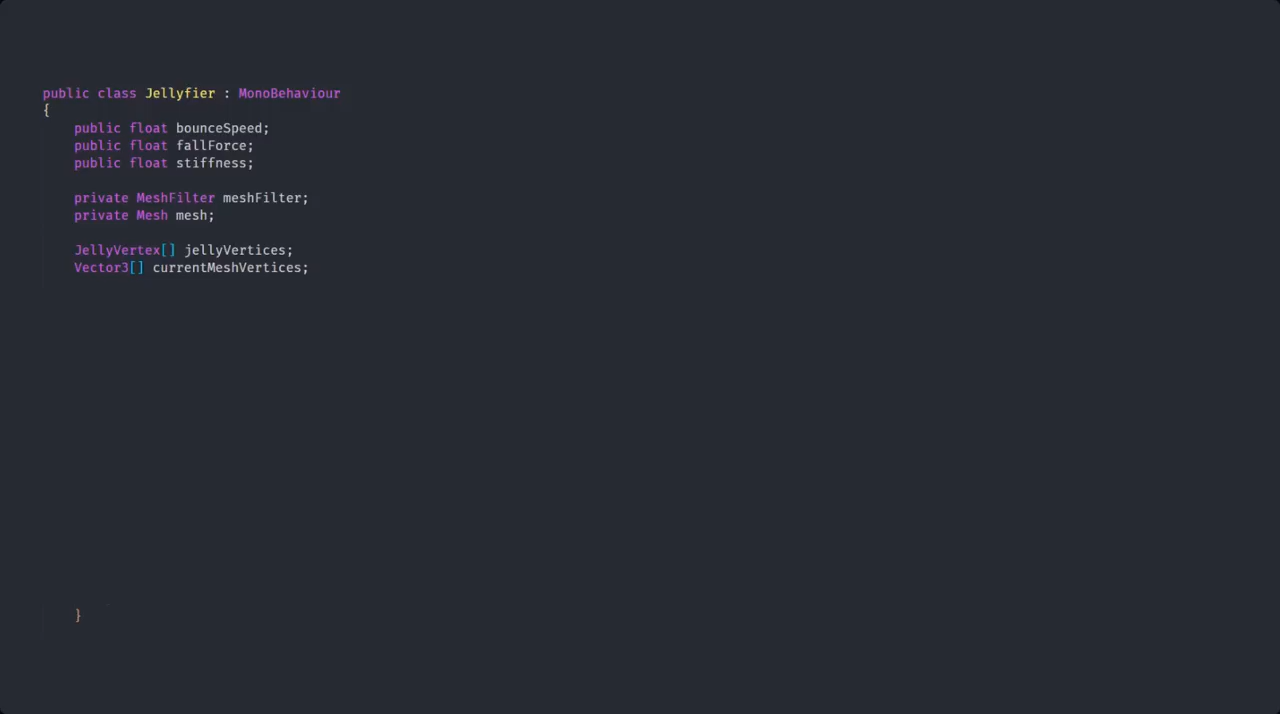 public class Jellyfier : MonoBehaviour
{
public float bounceSpeed;
public float fallForce;
public float stiffness;
private MeshFilter meshFilter;
private Mesh mesh;
JellyVertex[] jellyVertices;
Vector3[] currentMeshVertices;
}